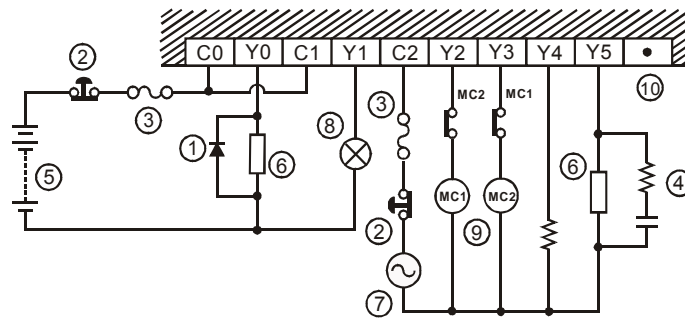 C0 Y0 C1 Y1 C2 Y2 Y3 Y4 Y5 •
② ⑩
MC2 MC1
③ ③
① ⑧
⑥ ⑥ ④
⑤
MC1 MC2
② ⑨
⑦